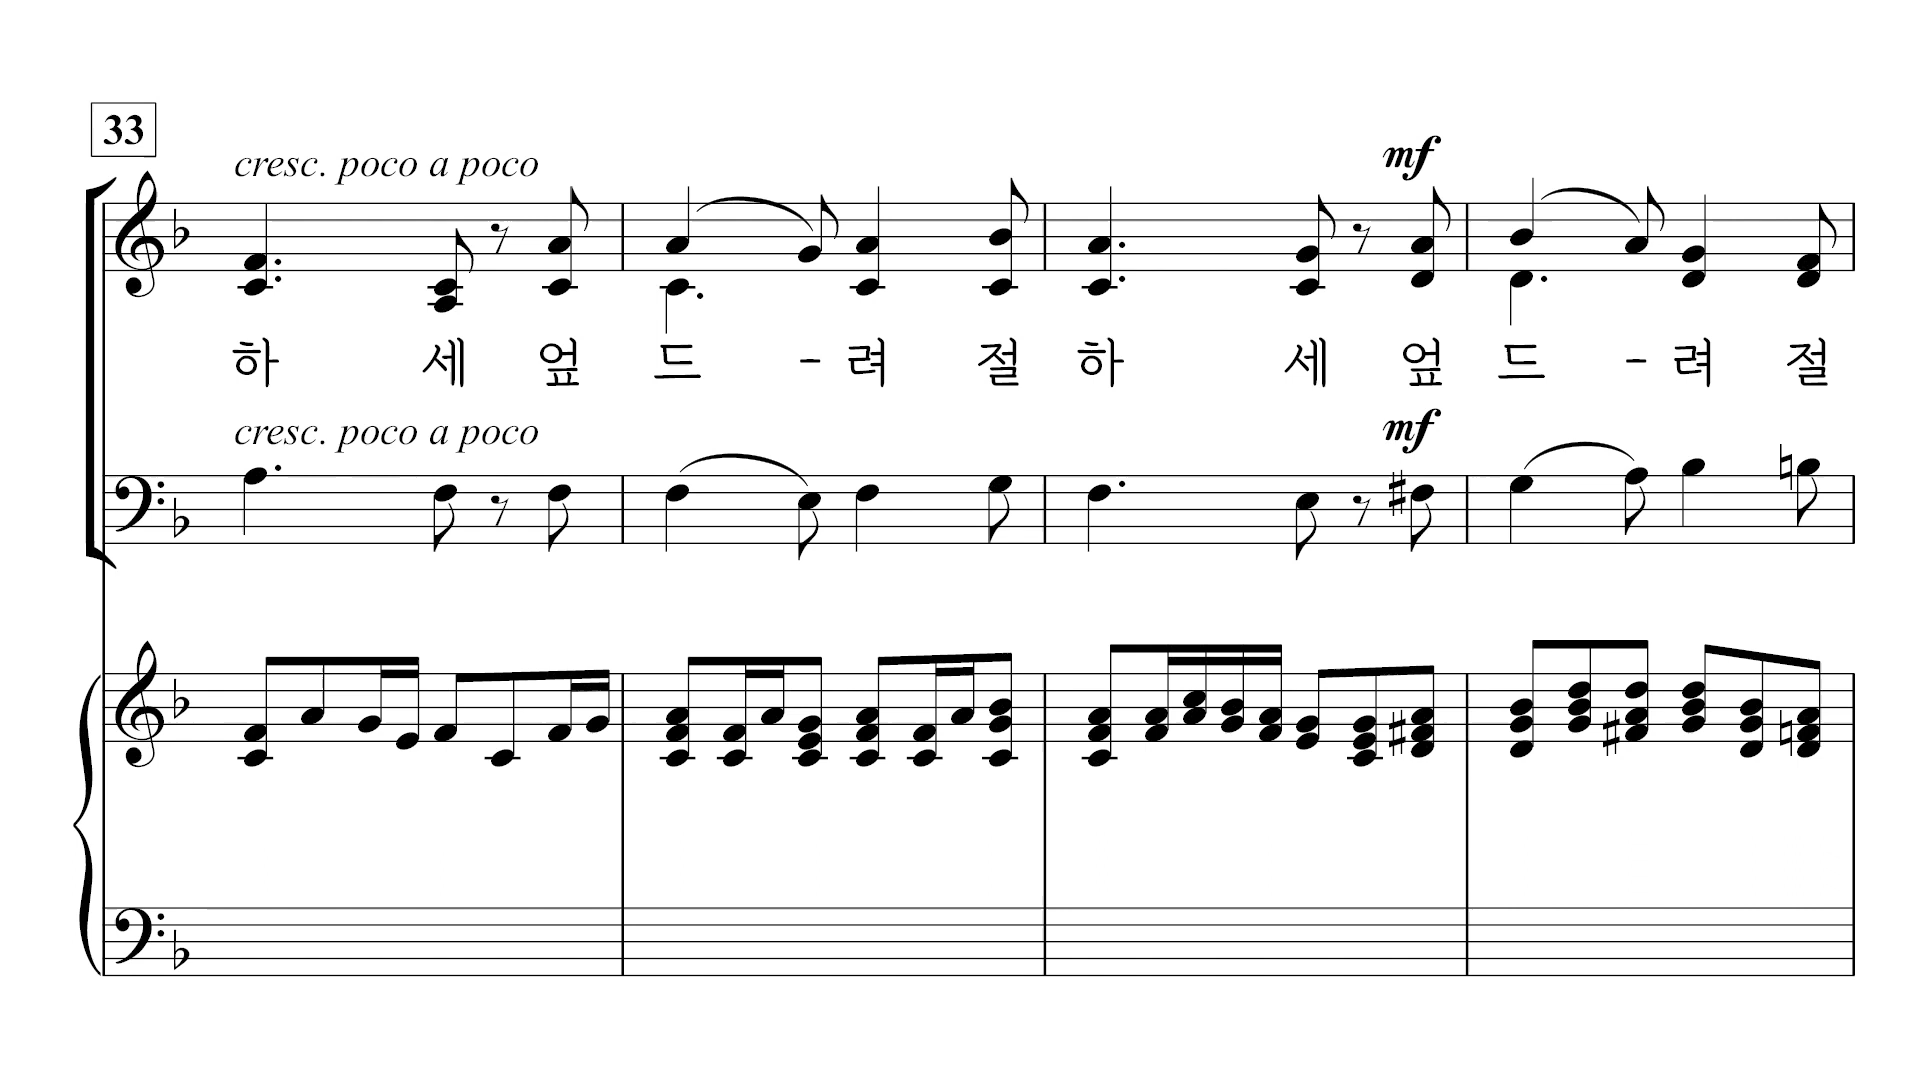 33
cresc. poco a poco
mf
하 세 엎 드 - 려 절 하 세 엎 드 - 려 절
cresc. poco a poco
mf